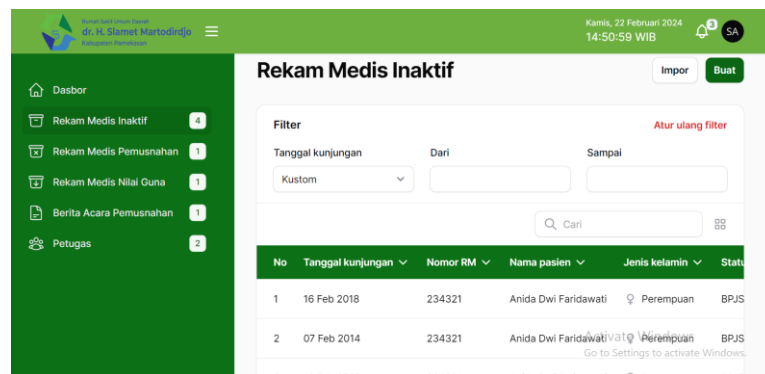 Rumah Sakit Umum Daerah
dr. H. Slamet Martodirdjo
Kabupaten Pamekasan
Kamis, 22 Februari 2024
14:50:59 WIB
3
SA
Dasbor
Rekam Medis Inaktif 4
Rekam Medis Pemusnahan 1
Rekam Medis Nilai Guna 1
Berita Acara Pemusnahan 1
Petugas 2
Rekam Medis Inaktif
Impor
Buat
Filter
Atur ulang filter
Tanggal kunjungan Dari Sampai
Kustom
Cari
No Tanggal kunjungan Nomor RM Nama pasien Jenis kelamin Statu
1 16 Feb 2018 234321 Anida Dwi Faridawati Perempuan BPJS
2 07 Feb 2014 234321 Anida Dwi Faridawati Perempuan BPJS
Activate Windows
Go to Settings to activate Windows.